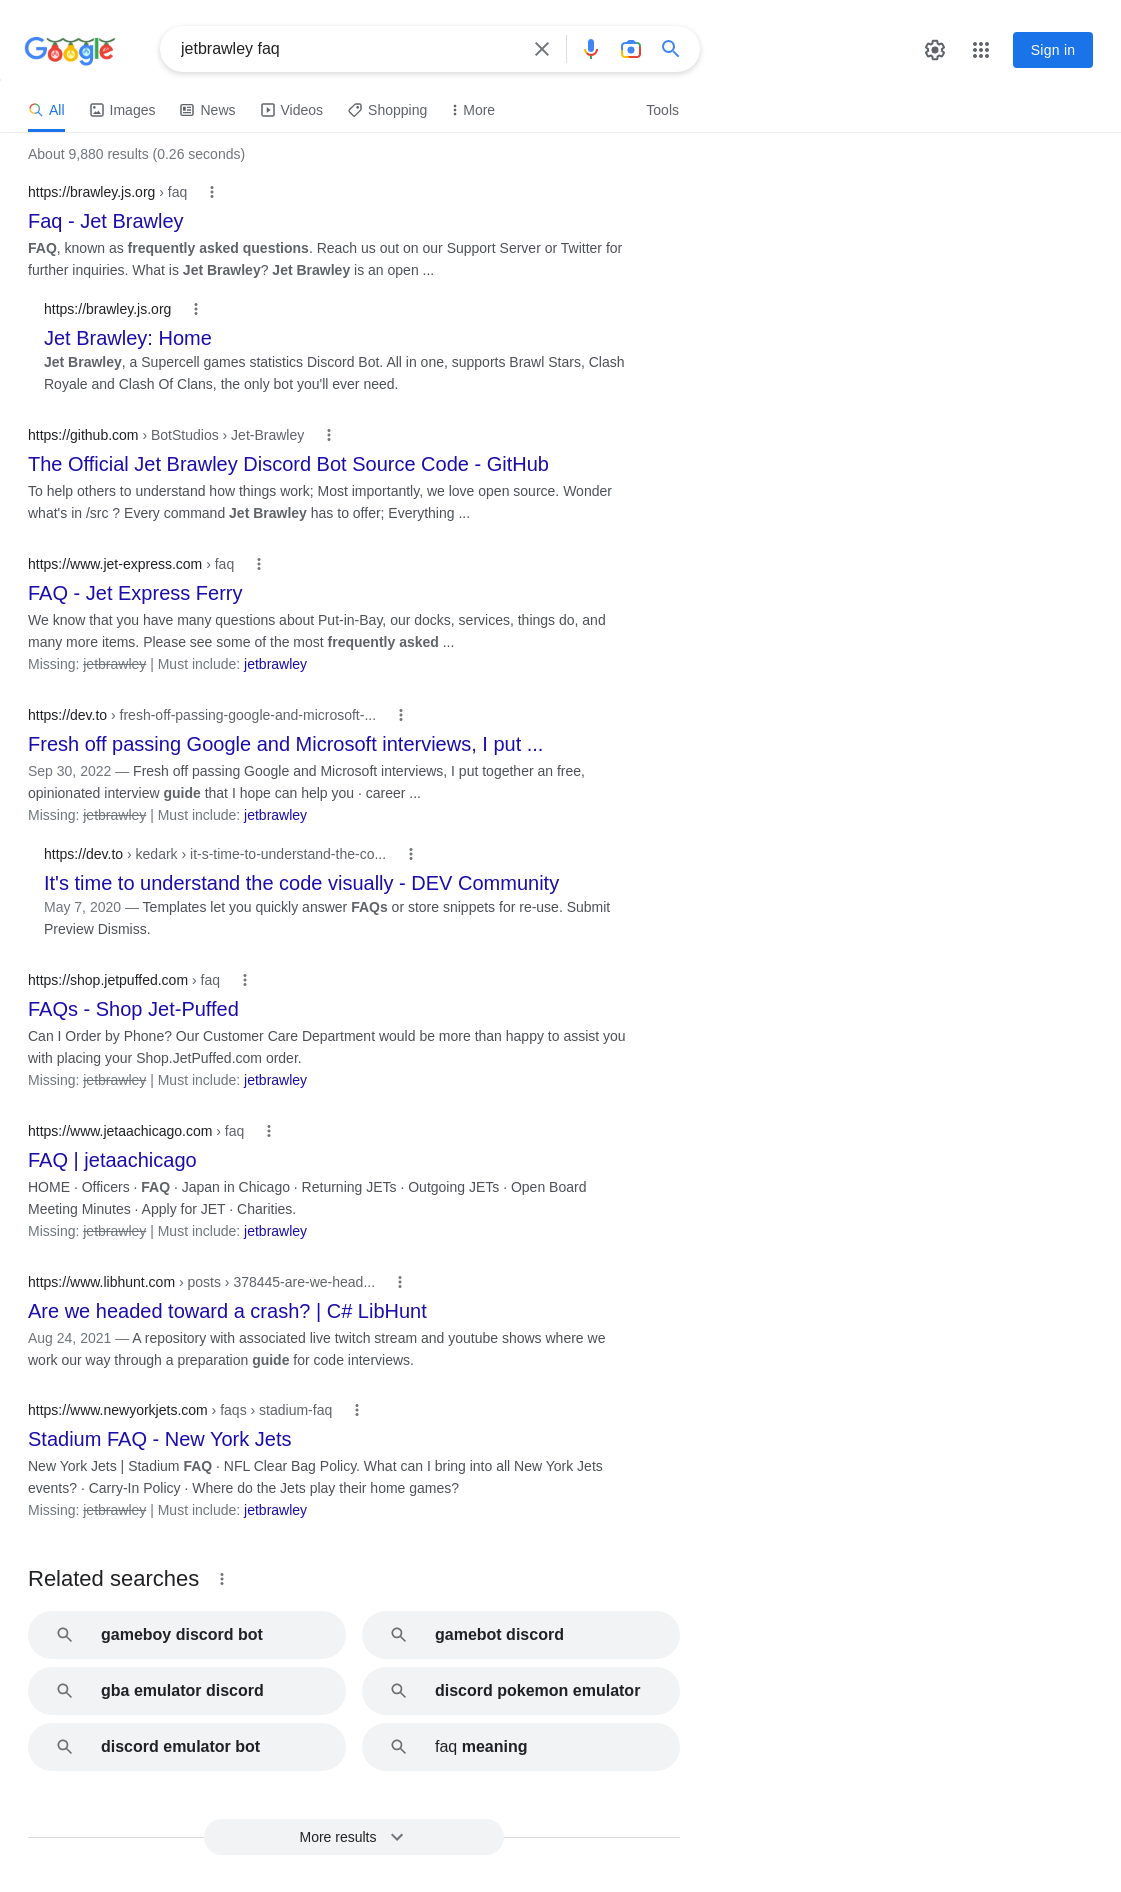 Google
jetbrawley faq
Sign in
All Images News Videos Shopping More Tools
About 9,880 results (0.26 seconds)
https://brawley.js.org › faq
Faq - Jet Brawley
FAQ, known as frequently asked questions. Reach us out on our Support Server or Twitter for
further inquiries. What is Jet Brawley? Jet Brawley is an open ...
https://brawley.js.org
Jet Brawley: Home
Jet Brawley, a Supercell games statistics Discord Bot. All in one, supports Brawl Stars, Clash
Royale and Clash Of Clans, the only bot you'll ever need.
https://github.com › BotStudios › Jet-Brawley
The Official Jet Brawley Discord Bot Source Code - GitHub
To help others to understand how things work; Most importantly, we love open source. Wonder
what's in /src ? Every command Jet Brawley has to offer; Everything ...
https://www.jet-express.com › faq
FAQ - Jet Express Ferry
We know that you have many questions about Put-in-Bay, our docks, services, things do, and
many more items. Please see some of the most frequently asked ...
Missing: jetbrawley | Must include: jetbrawley
https://dev.to › fresh-off-passing-google-and-microsoft-...
Fresh off passing Google and Microsoft interviews, I put ...
Sep 30, 2022 — Fresh off passing Google and Microsoft interviews, I put together an free,
opinionated interview guide that I hope can help you · career ...
Missing: jetbrawley | Must include: jetbrawley
https://dev.to › kedark › it-s-time-to-understand-the-co...
It's time to understand the code visually - DEV Community
May 7, 2020 — Templates let you quickly answer FAQs or store snippets for re-use. Submit
Preview Dismiss.
https://shop.jetpuffed.com › faq
FAQs - Shop Jet-Puffed
Can I Order by Phone? Our Customer Care Department would be more than happy to assist you
with placing your Shop.JetPuffed.com order.
Missing: jetbrawley | Must include: jetbrawley
https://www.jetaachicago.com › faq
FAQ | jetaachicago
HOME · Officers · FAQ · Japan in Chicago · Returning JETs · Outgoing JETs · Open Board
Meeting Minutes · Apply for JET · Charities.
Missing: jetbrawley | Must include: jetbrawley
https://www.libhunt.com › posts › 378445-are-we-head...
Are we headed toward a crash? | C# LibHunt
Aug 24, 2021 — A repository with associated live twitch stream and youtube shows where we
work our way through a preparation guide for code interviews.
https://www.newyorkjets.com › faqs › stadium-faq
Stadium FAQ - New York Jets
New York Jets | Stadium FAQ · NFL Clear Bag Policy. What can I bring into all New York Jets
events? · Carry-In Policy · Where do the Jets play their home games?
Missing: jetbrawley | Must include: jetbrawley
Related searches
gameboy discord bot
gamebot discord
gba emulator discord
discord pokemon emulator
discord emulator bot
faq meaning
More results